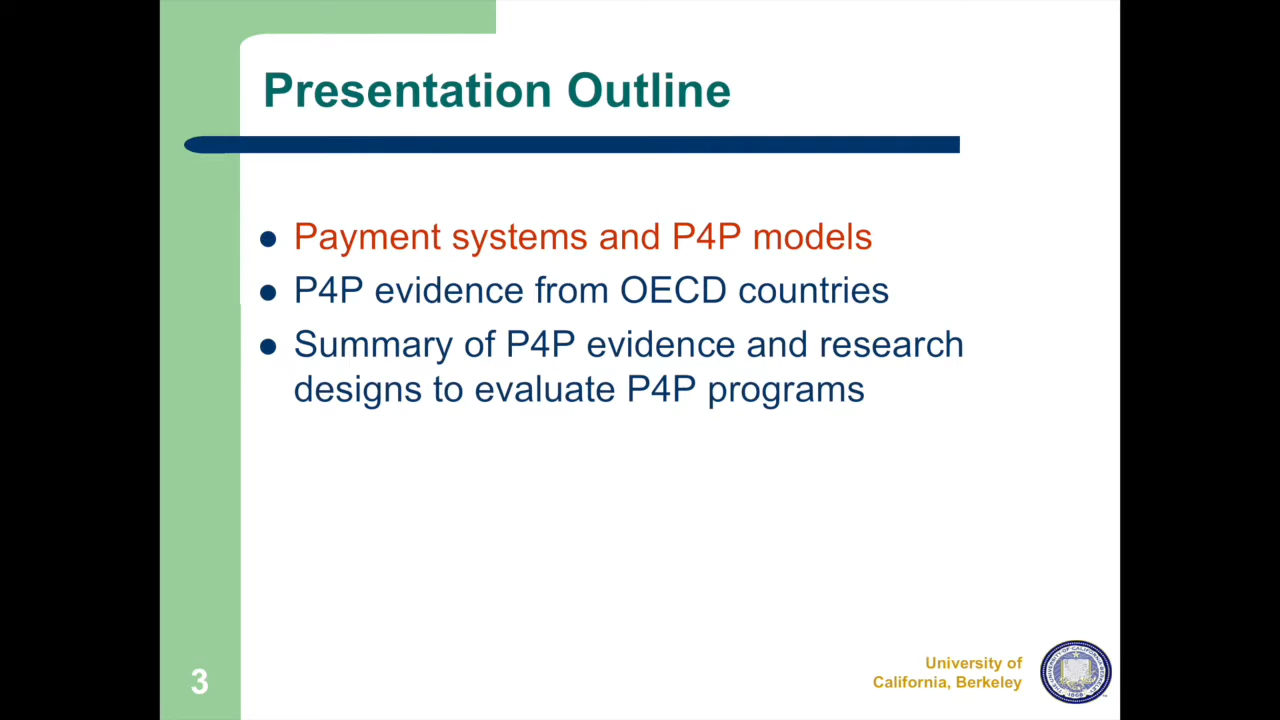 Presentation Outline
Payment systems and P4P models
P4P evidence from OECD countries
Summary of P4P evidence and research
designs to evaluate P4P programs
3
University of
California, Berkeley